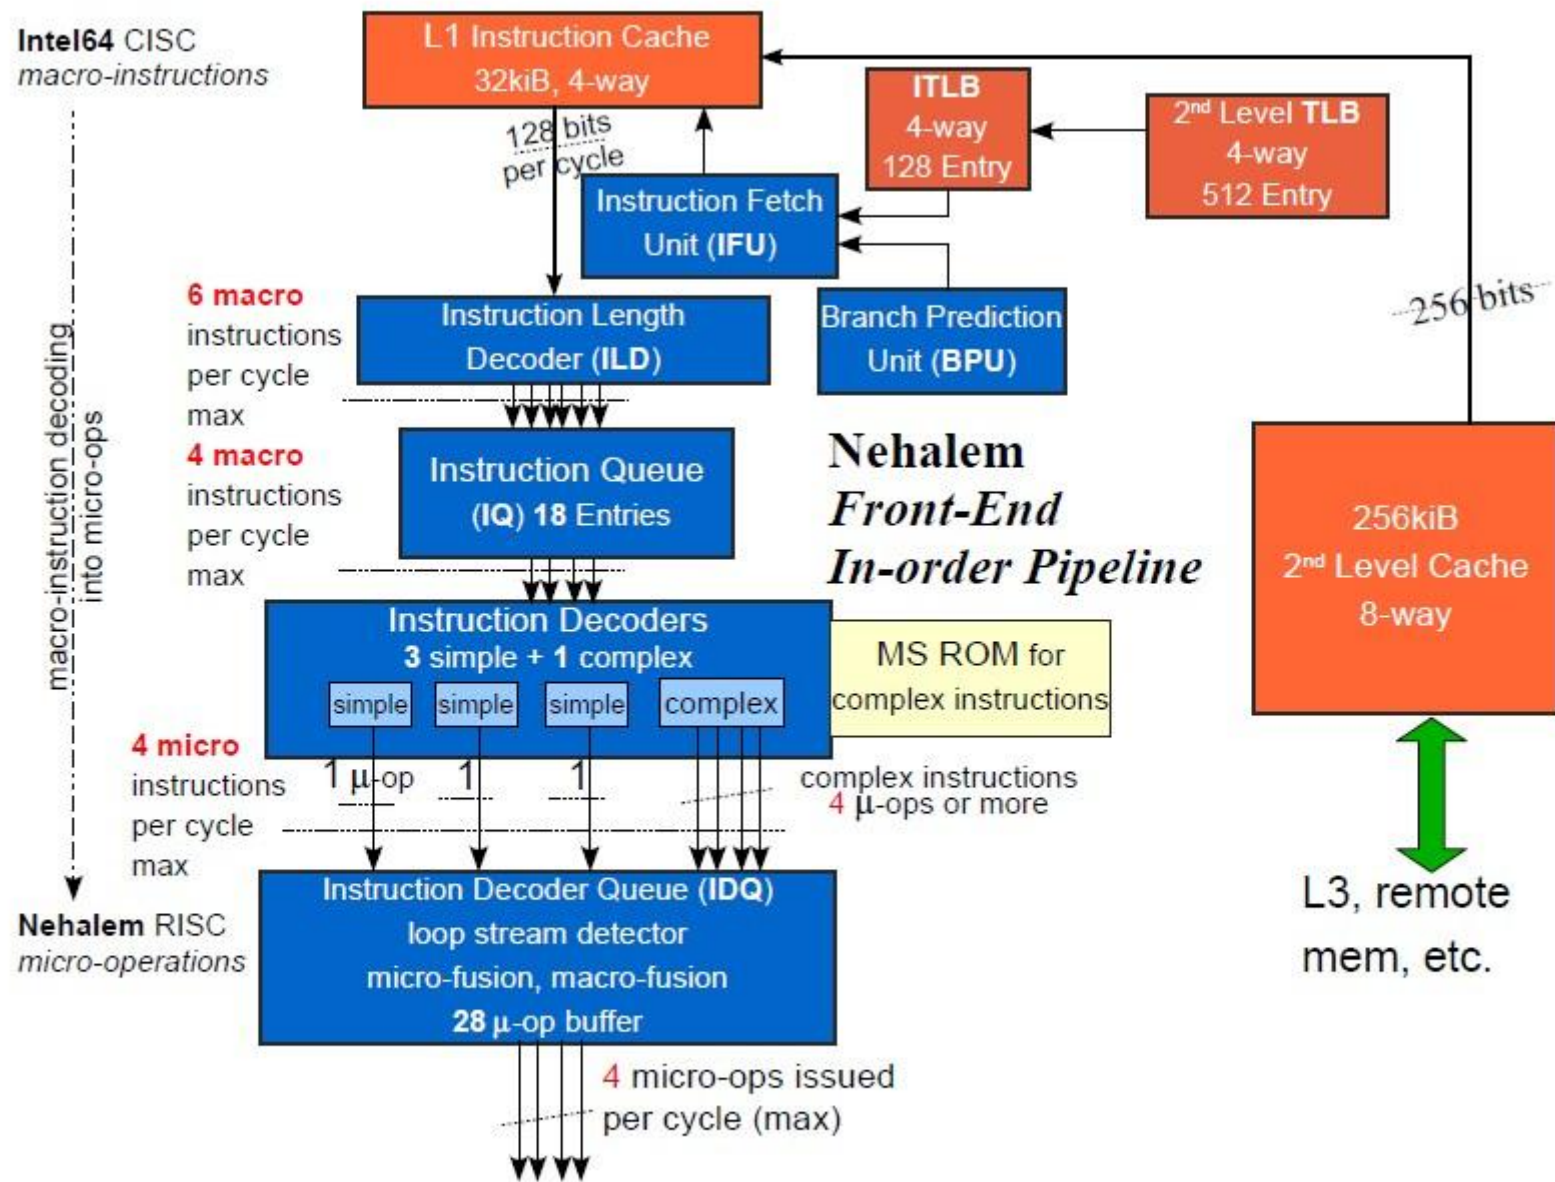 Intel64 CISC
macro-instructions
L1 Instruction Cache
32kiB, 4-way
128 bits
per cycle
ITLB
4-way
128 Entry
2nd Level TLB
4-way
512 Entry
Instruction Fetch
Unit (IFU)
6 macro
instructions
per cycle
max
Instruction Length
Decoder (ILD)
Branch Prediction
Unit (BPU)
256 bits
macro-instruction decoding
into micro-ops
4 macro
instructions
per cycle
max
Instruction Queue
(IQ) 18 Entries
Nehalem
Front-End
In-order Pipeline
256kiB
2nd Level Cache
8-way
Instruction Decoders
3 simple + 1 complex
simple
simple
simple
complex
MS ROM for
complex instructions
4 micro
instructions
per cycle
max
1 μ-op
1
1
complex instructions
4 μ-ops or more
Nehalem RISC
micro-operations
Instruction Decoder Queue (IDQ)
loop stream detector
micro-fusion, macro-fusion
28 μ-op buffer
L3, remote
mem, etc.
4 micro-ops issued
per cycle (max)